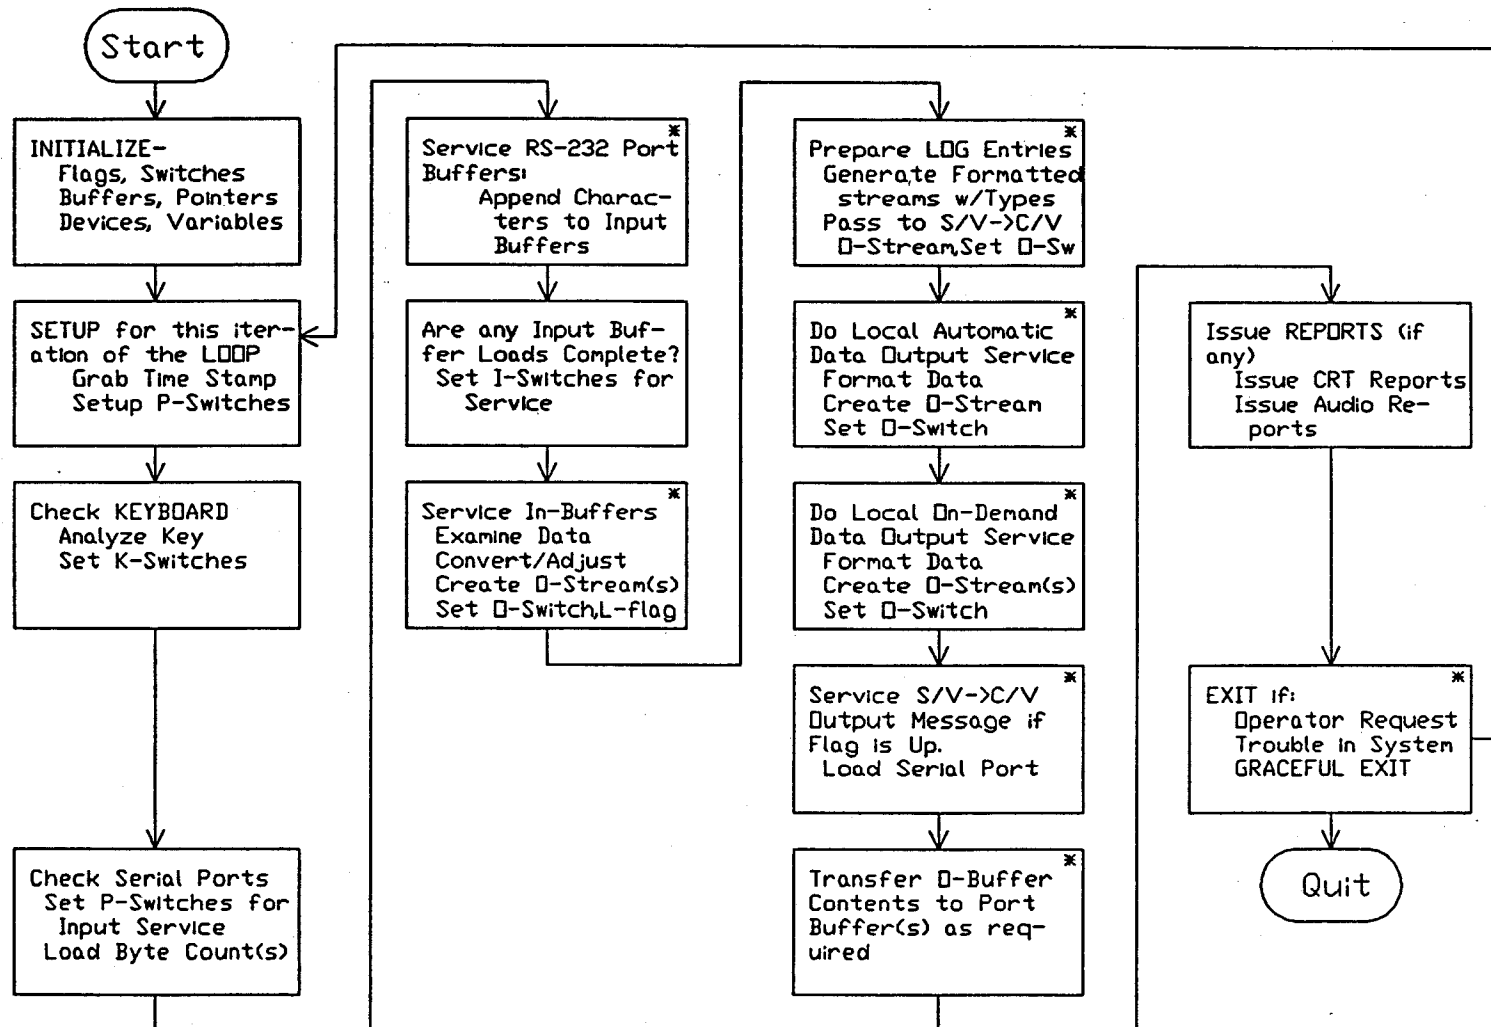 Start
INITIALIZE-
Flags, Switches
Buffers, Pointers
Devices, Variables
SETUP for this iter-
ation of the LOOP
Grab Time Stamp
Setup P-Switches
Check KEYBOARD
Analyze Key
Set K-Switches
Check Serial Ports
Set P-Switches for
Input Service
Load Byte Count(s)
*
Service RS-232 Port
Buffers:
Append Charac-
ters to Input
Buffers
Are any Input Buf-
fer Loads Complete?
Set I-Switches for
Service
*
Service In-Buffers
Examine Data
Convert/Adjust
Create O-Stream(s)
Set O-Switch,L-flag
*
Prepare LOG Entries
Generate Formatted
streams w/Types
Pass to S/V->C/V
O-Stream,Set O-Sw
*
Do Local Automatic
Data Output Service
Format Data
Create O-Stream
Set O-Switch
*
Do Local On-Demand
Data Output Service
Format Data
Create O-Stream(s)
Set O-Switch
*
Service S/V->C/V
Output Message if
Flag is Up.
Load Serial Port
*
Transfer O-Buffer
Contents to Port
Buffer(s) as req-
uired
Issue REPORTS (if
any)
Issue CRT Reports
Issue Audio Re-
ports
*
EXIT if:
Operator Request
Trouble in System
GRACEFUL EXIT
Quit